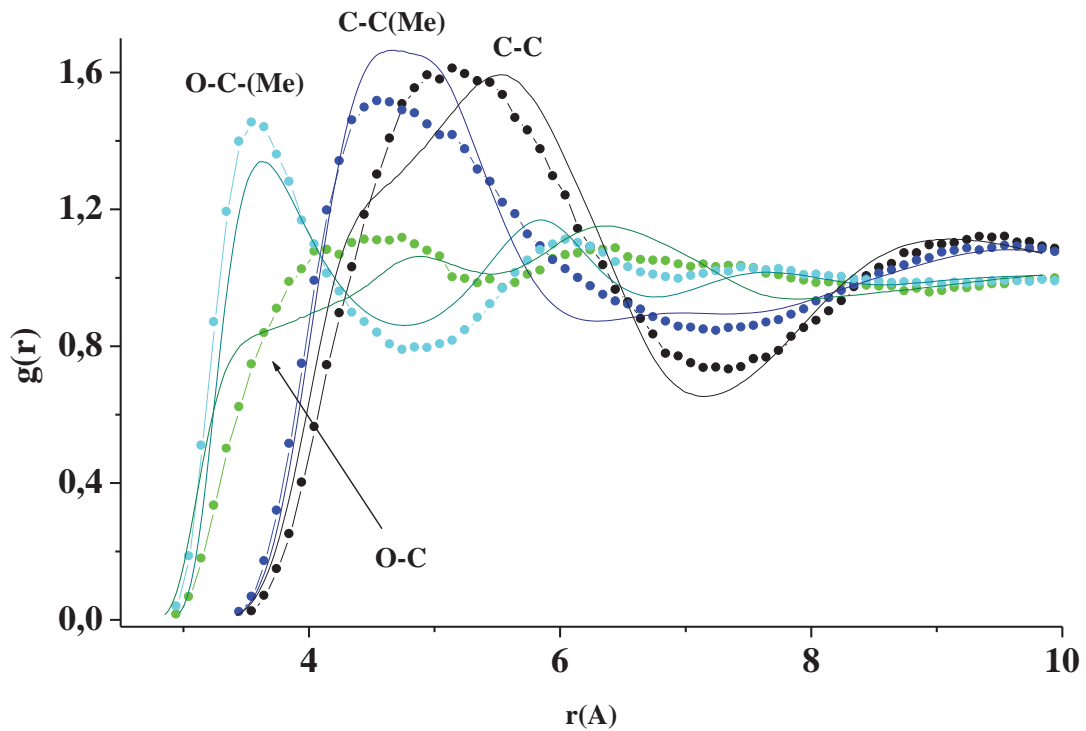 C-C(Me)
C-C
O-C-(Me)
1,6
1,2
0,8
0,4
0,0
g(r)
O-C
4
6
8
10
r(A)